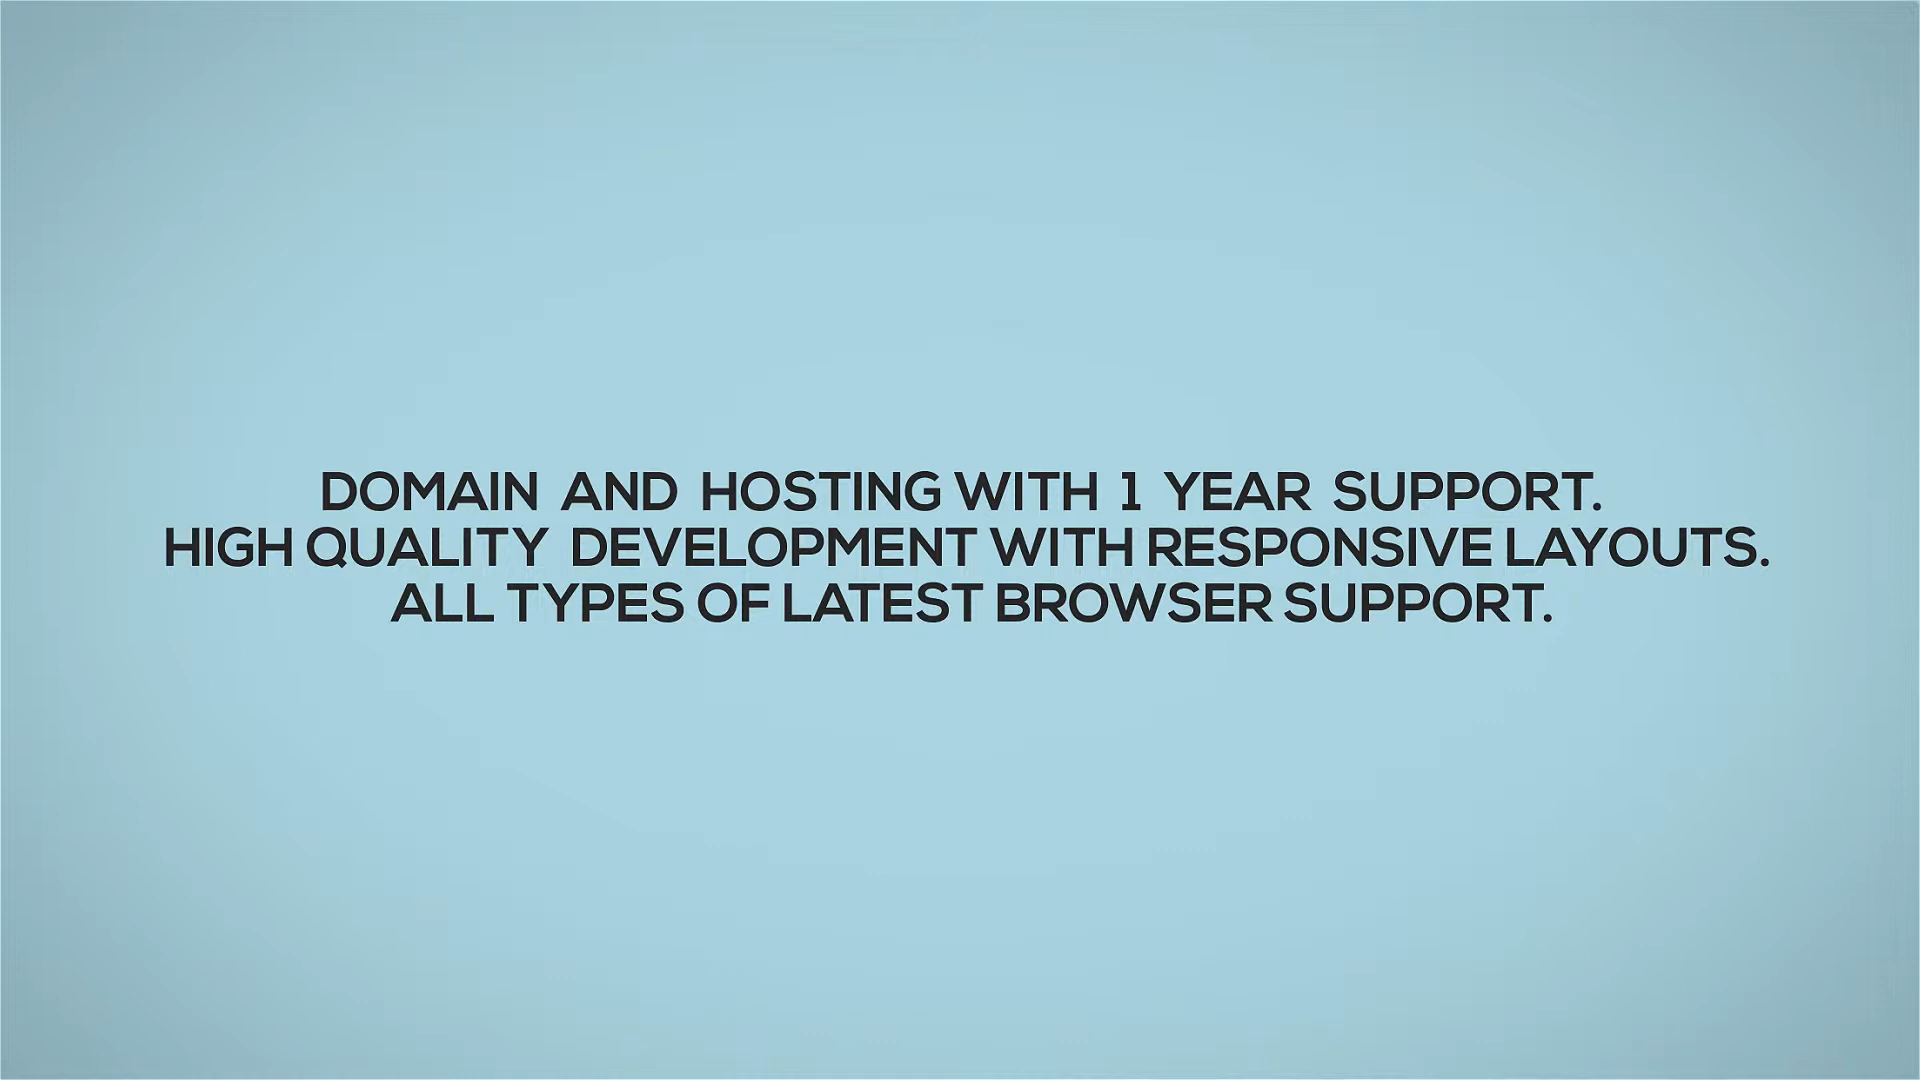 DOMAIN AND HOSTING WITH 1 YEAR SUPPORT.
HIGH QUALITY DEVELOPMENT WITH RESPONSIVE LAYOUTS.
ALL TYPES OF LATEST BROWSER SUPPORT.